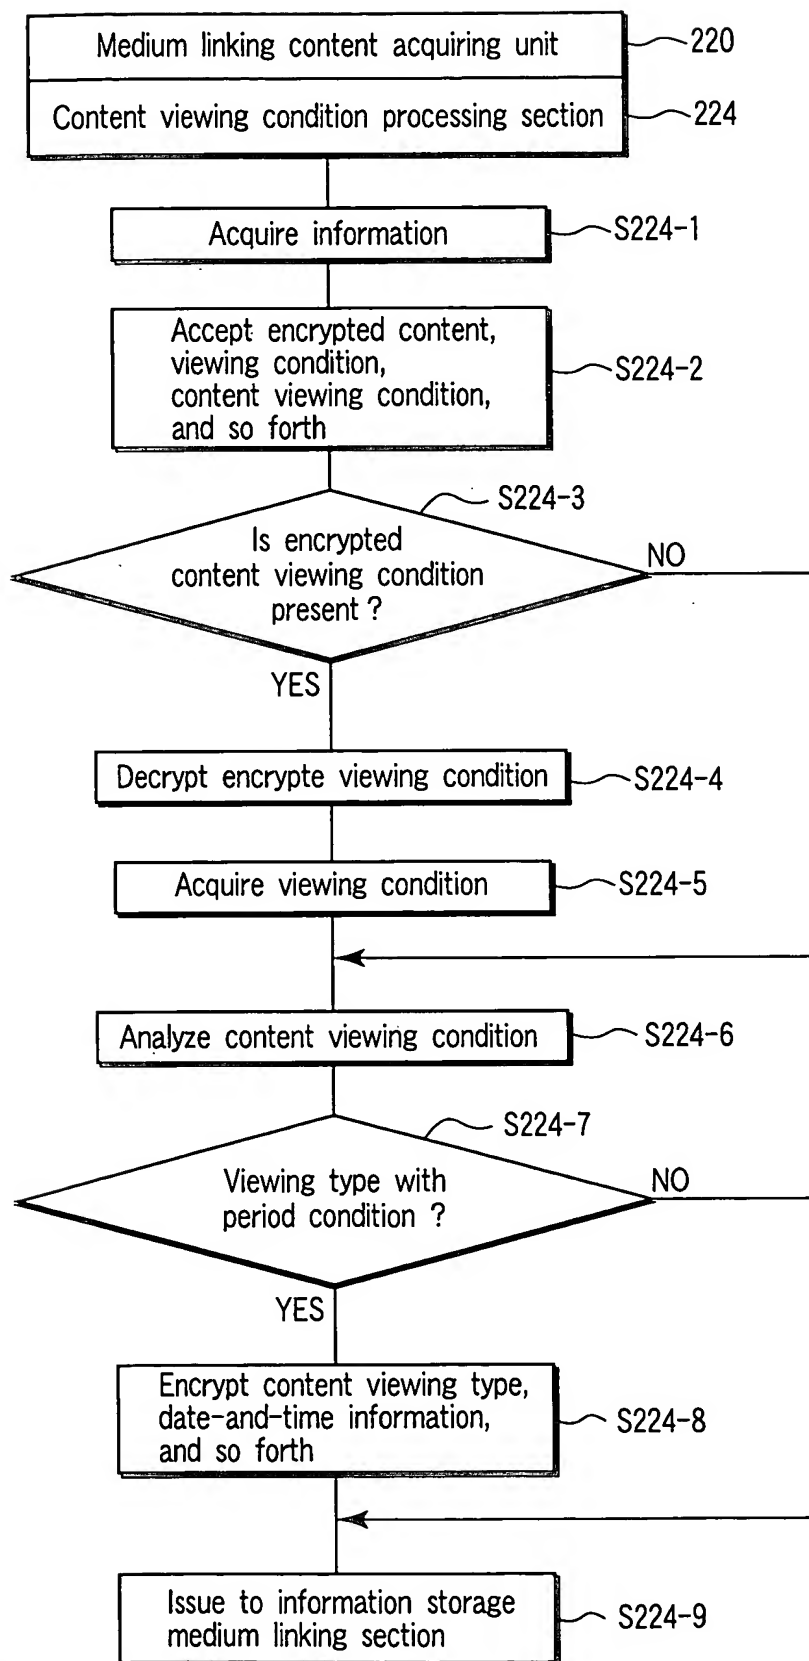 Medium linking content acquiring unit
220
Content viewing condition processing section
224
Acquire information
S224-1
Accept encrypted content,
viewing condition,
content viewing condition,
and so forth
S224-2
S224-3
Is encrypted
content viewing condition
present ?
NO
YES
Decrypt encrypte viewing condition
S224-4
Acquire viewing condition
S224-5
Analyze content viewing condition
S224-6
S224-7
Viewing type with
period condition ?
NO
YES
Encrypt content viewing type,
date-and-time information,
and so forth
S224-8
Issue to information storage
medium linking section
S224-9